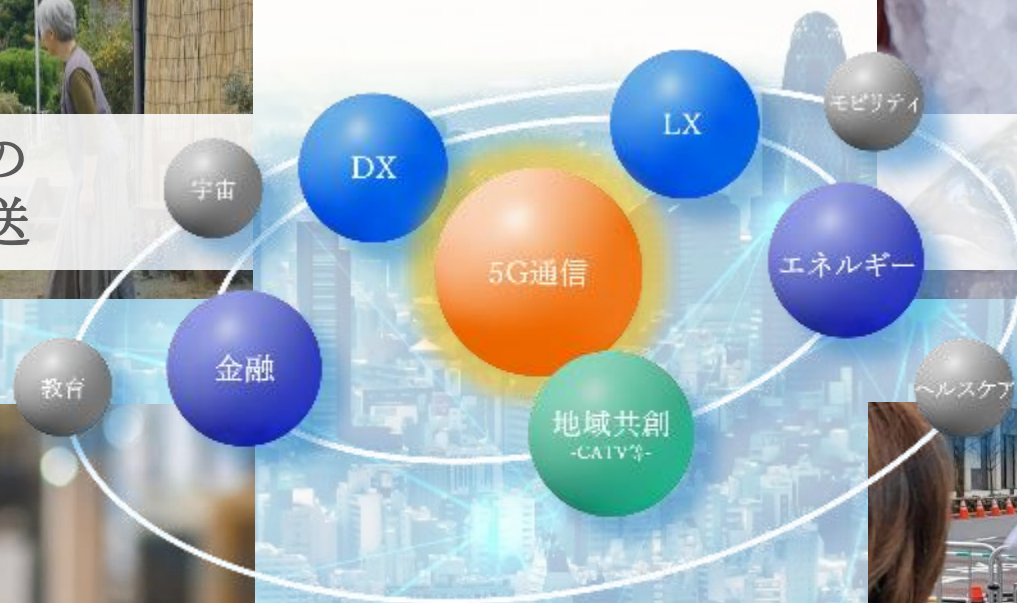 の
送
モビリティ
LX
DX
宇宙
5G通信
エネルギー
金融
教育
ヘルスケア
地域共創
-CATV等-